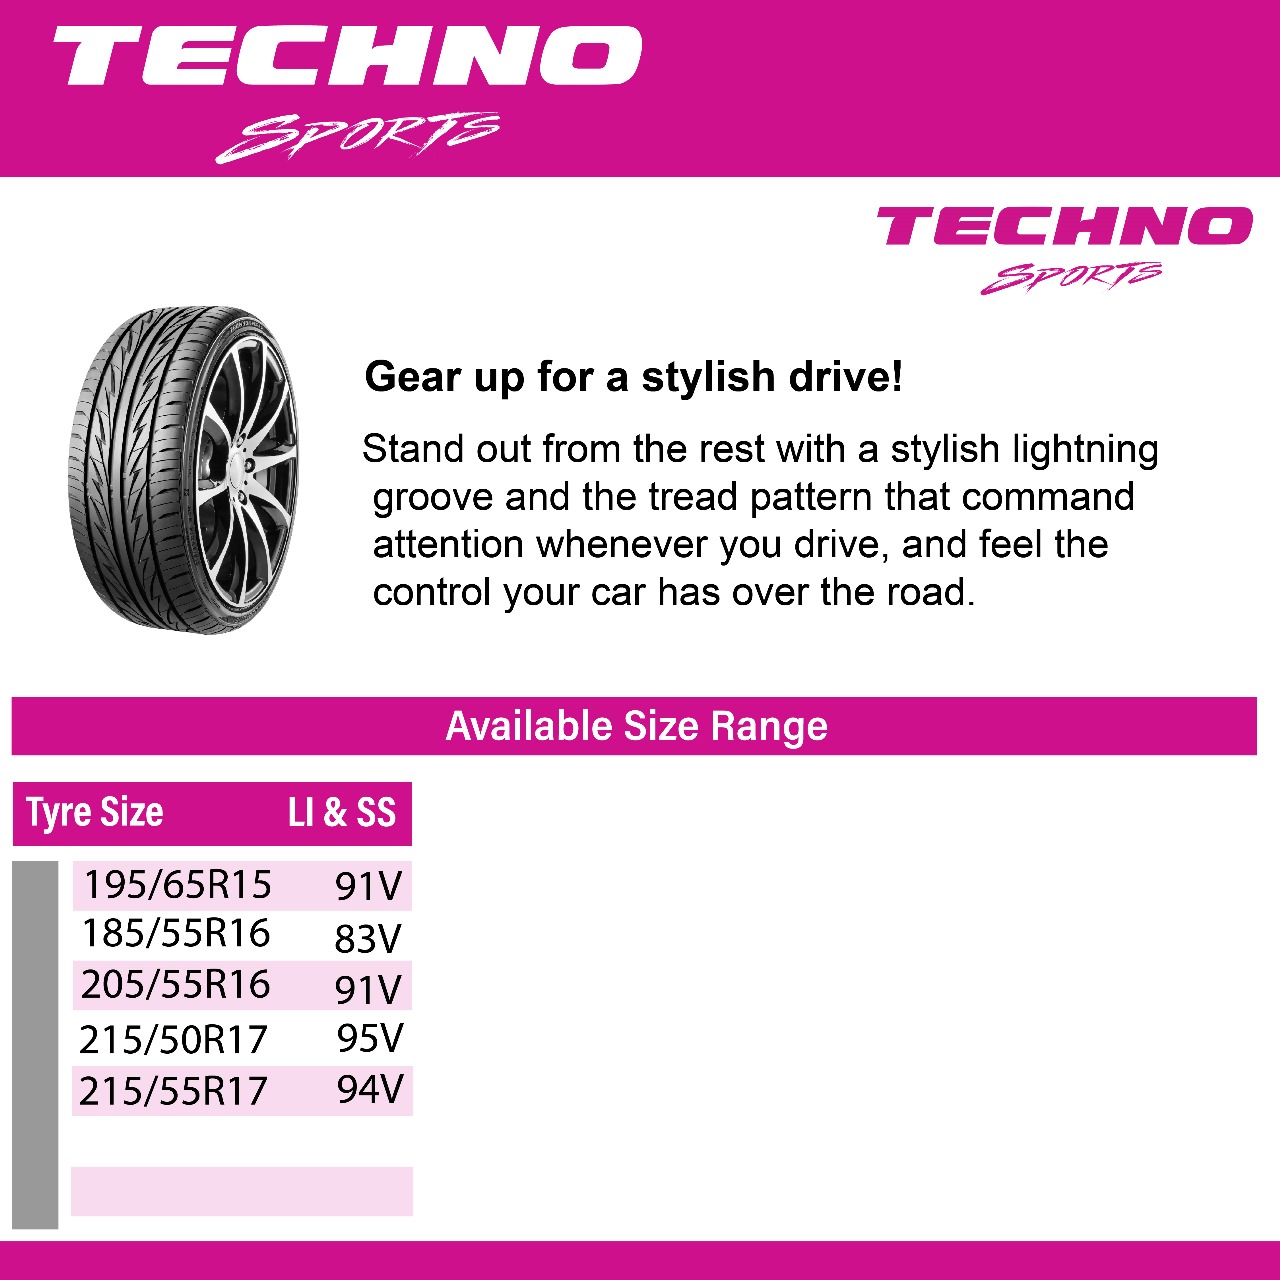 TECHNO
SPORTS
TECHNO
SPORTS
Gear up for a stylish drive!
Stand out from the rest with a stylish lightning
groove and the tread pattern that command
attention whenever you drive, and feel the
control your car has over the road.
Available Size Range
Tyre Size LI & SS
195/65R15 91V
185/55R16 83V
205/55R16 91V
215/50R17 95V
215/55R17 94V